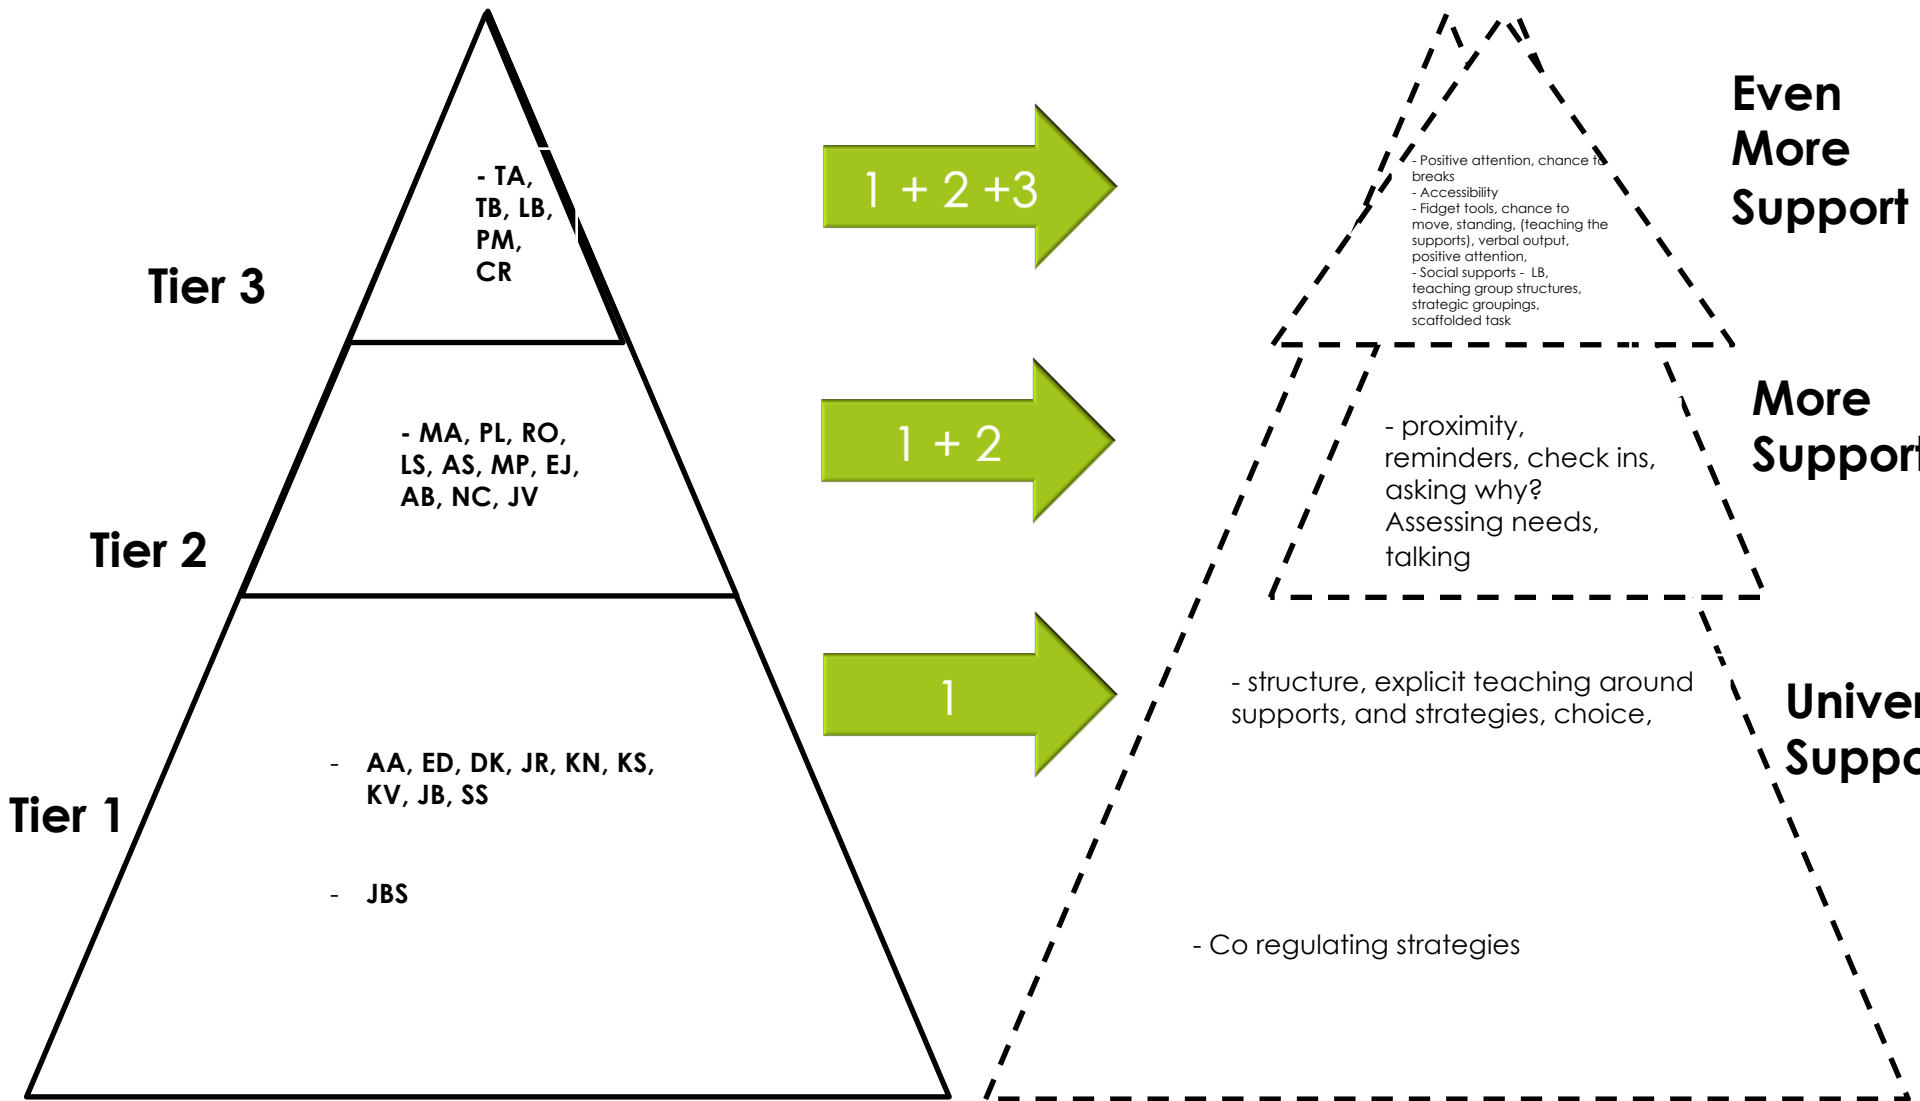 Tier 3
- TA,
TB, LB,
PM,
CR
1 + 2 +3
- Positive attention, chance to
breaks
- Accessibility
- Fidget tools, chance to
move, standing, (teaching the
supports), verbal output,
positive attention,
- Social supports - LB,
teaching group structures,
strategic groupings,
scaffolded task
Even
More
Support
Tier 2
- MA, PL, RO,
LS, AS, MP, EJ,
AB, NC, JV
1 + 2
- proximity,
reminders, check ins,
asking why?
Assessing needs,
talking
More
Support
Tier 1
- AA, ED, DK, JR, KN, KS,
KV, JB, SS
- JBS
1
- structure, explicit teaching around
supports, and strategies, choice,
- Co regulating strategies
Univer
Suppo